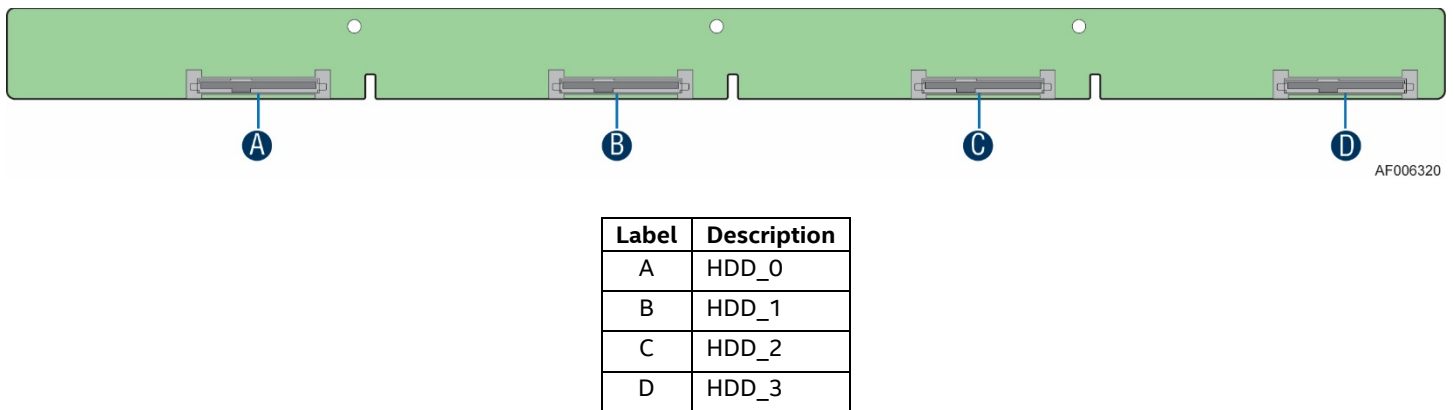 A B C D
AF006320
Label Description
A HDD_0
B HDD_1
C HDD_2
D HDD_3